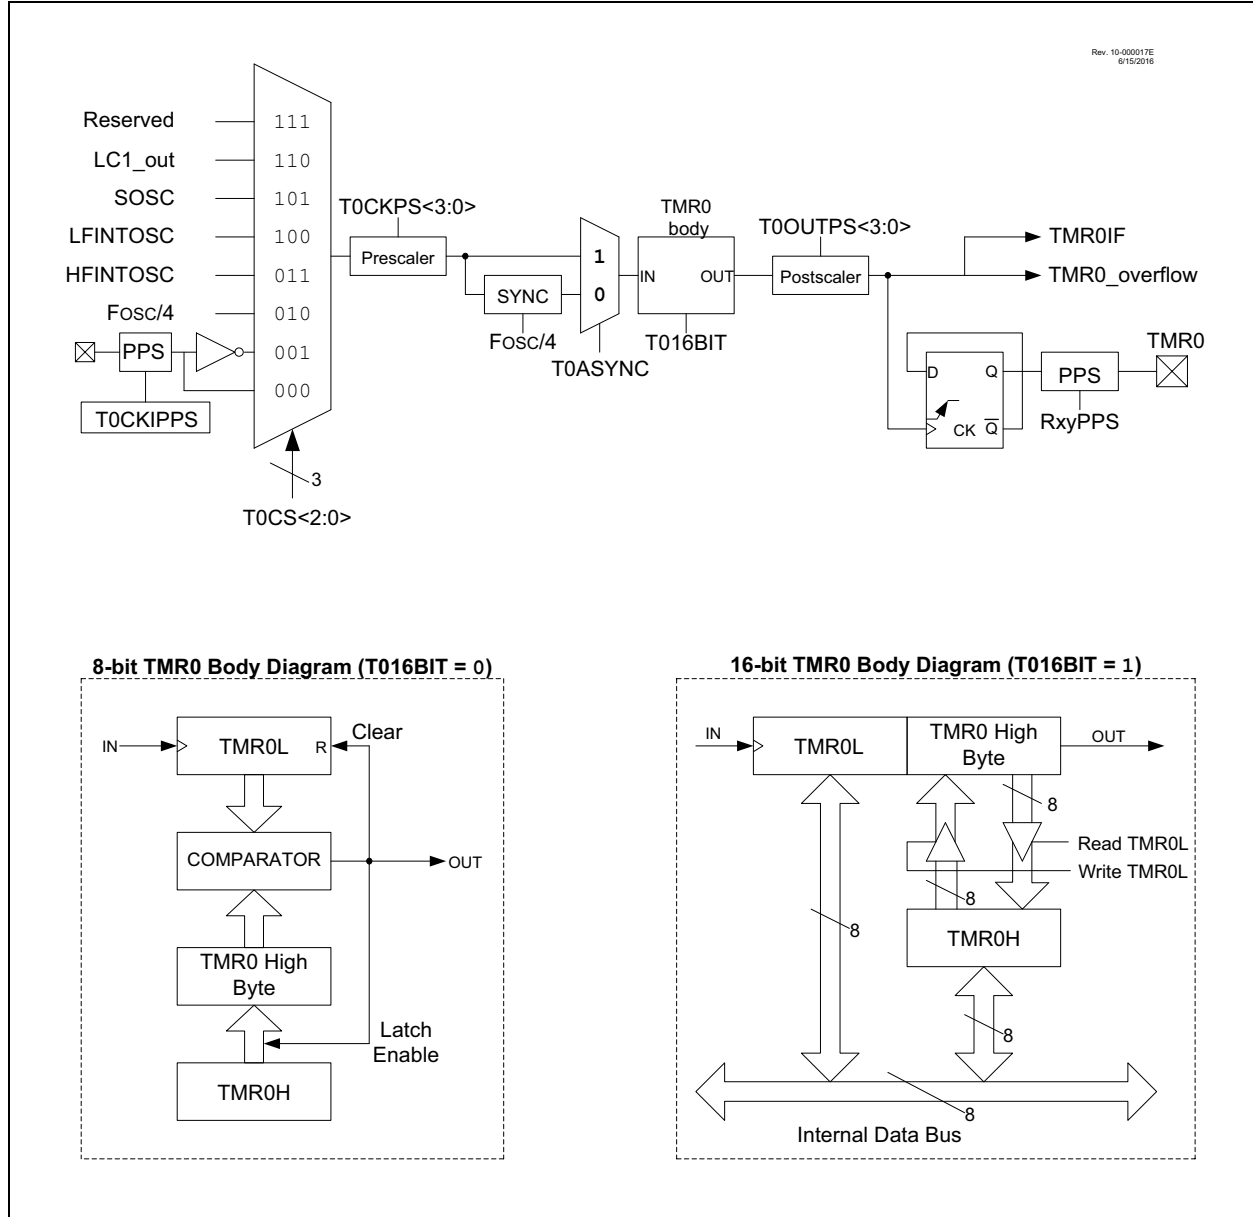 Rev. 10-000017E
6/15/2016
Reserved
111
LC1_out
110
SOSC
101
LFINTOSC
100
HFINTOSC
011
FOSC/4
010
PPS
001
000
T0CKIPPS
3
T0CS<2:0>
T0CKPS<3:0>
Prescaler
SYNC
FOSC/4
1
0
T0ASYNC
TMR0
body
IN
OUT
T016BIT
T0OUTPS<3:0>
Postscaler
TMR0IF
TMR0_overflow
D
Q
CK
Q
PPS
RxyPPS
TMR0
8-bit TMR0 Body Diagram (T016BIT = 0)
IN
TMR0L
R
Clear
COMPARATOR
OUT
TMR0 High
Byte
Latch
Enable
TMR0H
16-bit TMR0 Body Diagram (T016BIT = 1)
IN
TMR0L
TMR0 High
Byte
OUT
8
Read TMR0L
Write TMR0L
8
8
TMR0H
8
8
Internal Data Bus